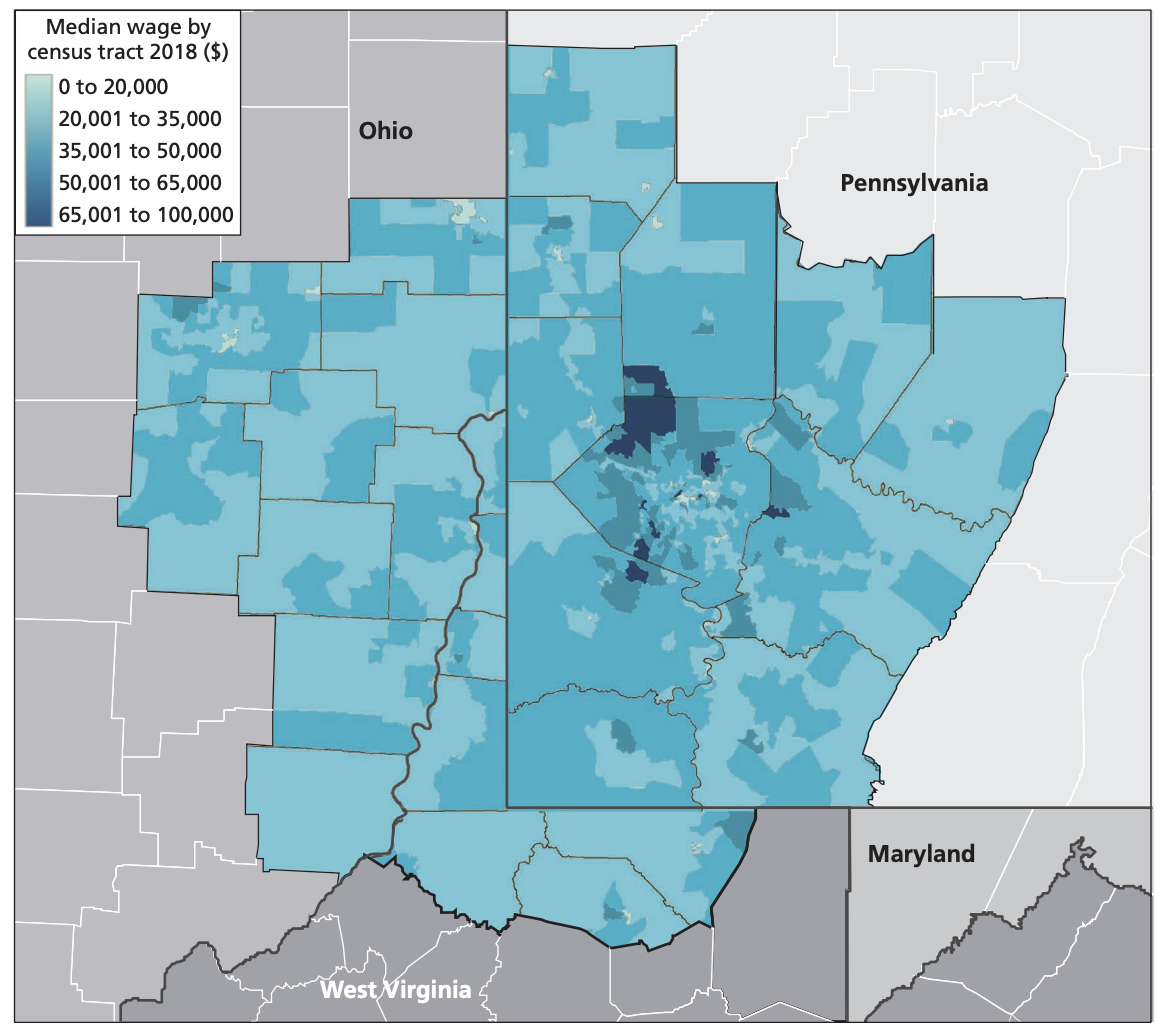 Median wage by
census tract 2018 ($)
0 to 20,000
20,001 to 35,000
35,001 to 50,000
50,001 to 65,000
65,001 to 100,000
Ohio
Pennsylvania
Maryland
West Virginia